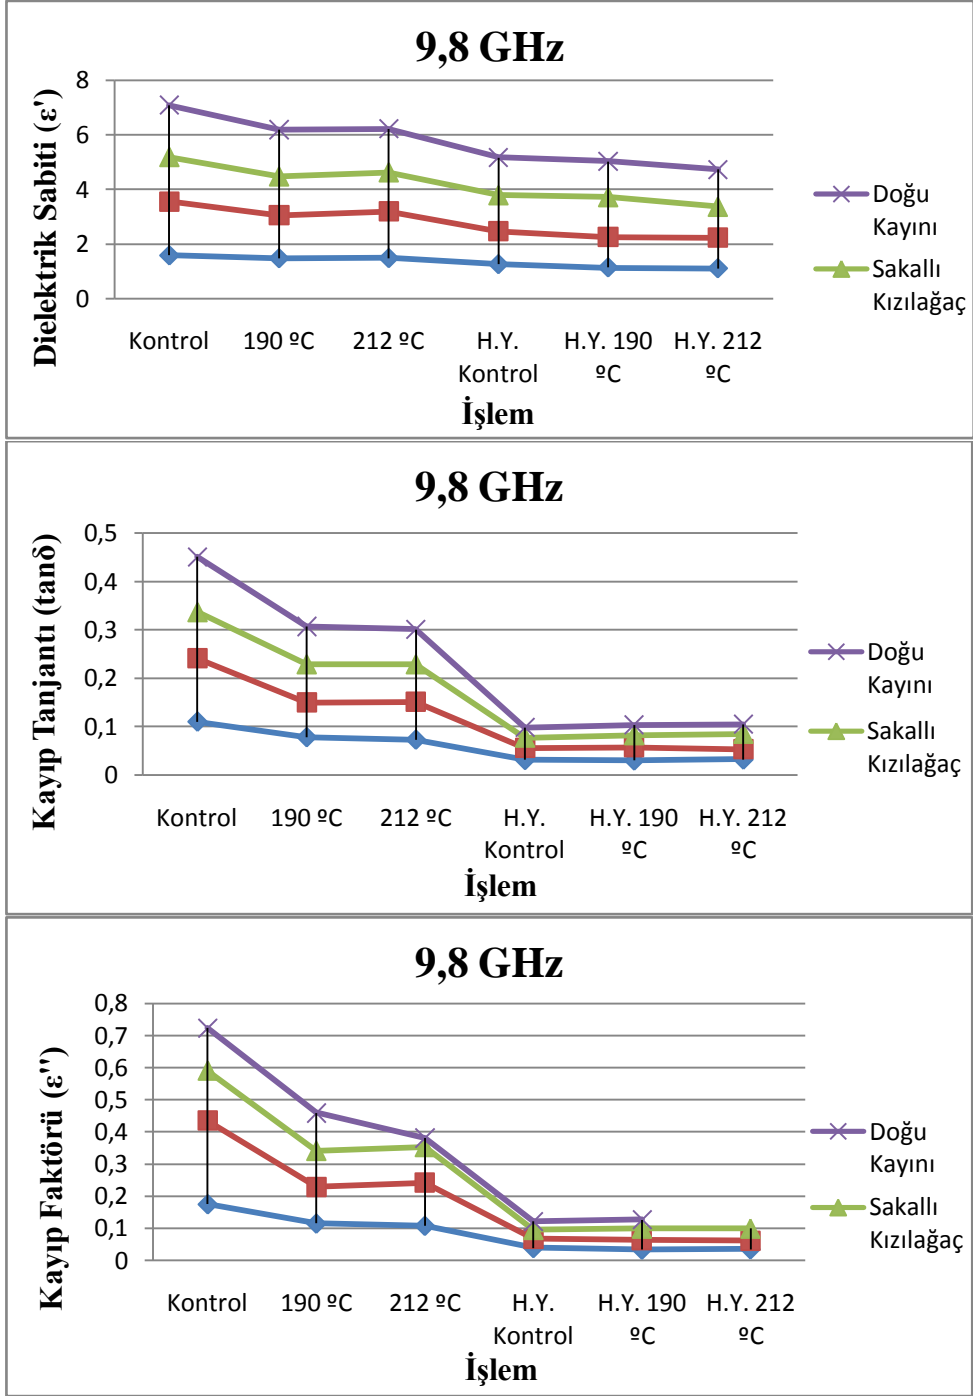 9,8 GHz
Dielektrik Sabiti (ε')
8
6
4
2
0
Kontrol
190 ºC
212 ºC
H.Y.
Kontrol
H.Y. 190
ºC
H.Y. 212
ºC
İşlem
Doğu
Kayını
Sakallı
Kızılağaç
9,8 GHz
Kayıp Tanjantı (tanδ)
0,5
0,4
0,3
0,2
0,1
0
Kontrol
190 ºC
212 ºC
H.Y.
Kontrol
H.Y. 190
ºC
H.Y. 212
ºC
İşlem
Doğu
Kayını
Sakallı
Kızılağaç
9,8 GHz
Kayıp Faktörü (ε'')
0,8
0,7
0,6
0,5
0,4
0,3
0,2
0,1
0
Kontrol
190 ºC
212 ºC
H.Y.
Kontrol
H.Y. 190
ºC
H.Y. 212
ºC
İşlem
Doğu
Kayını
Sakallı
Kızılağaç